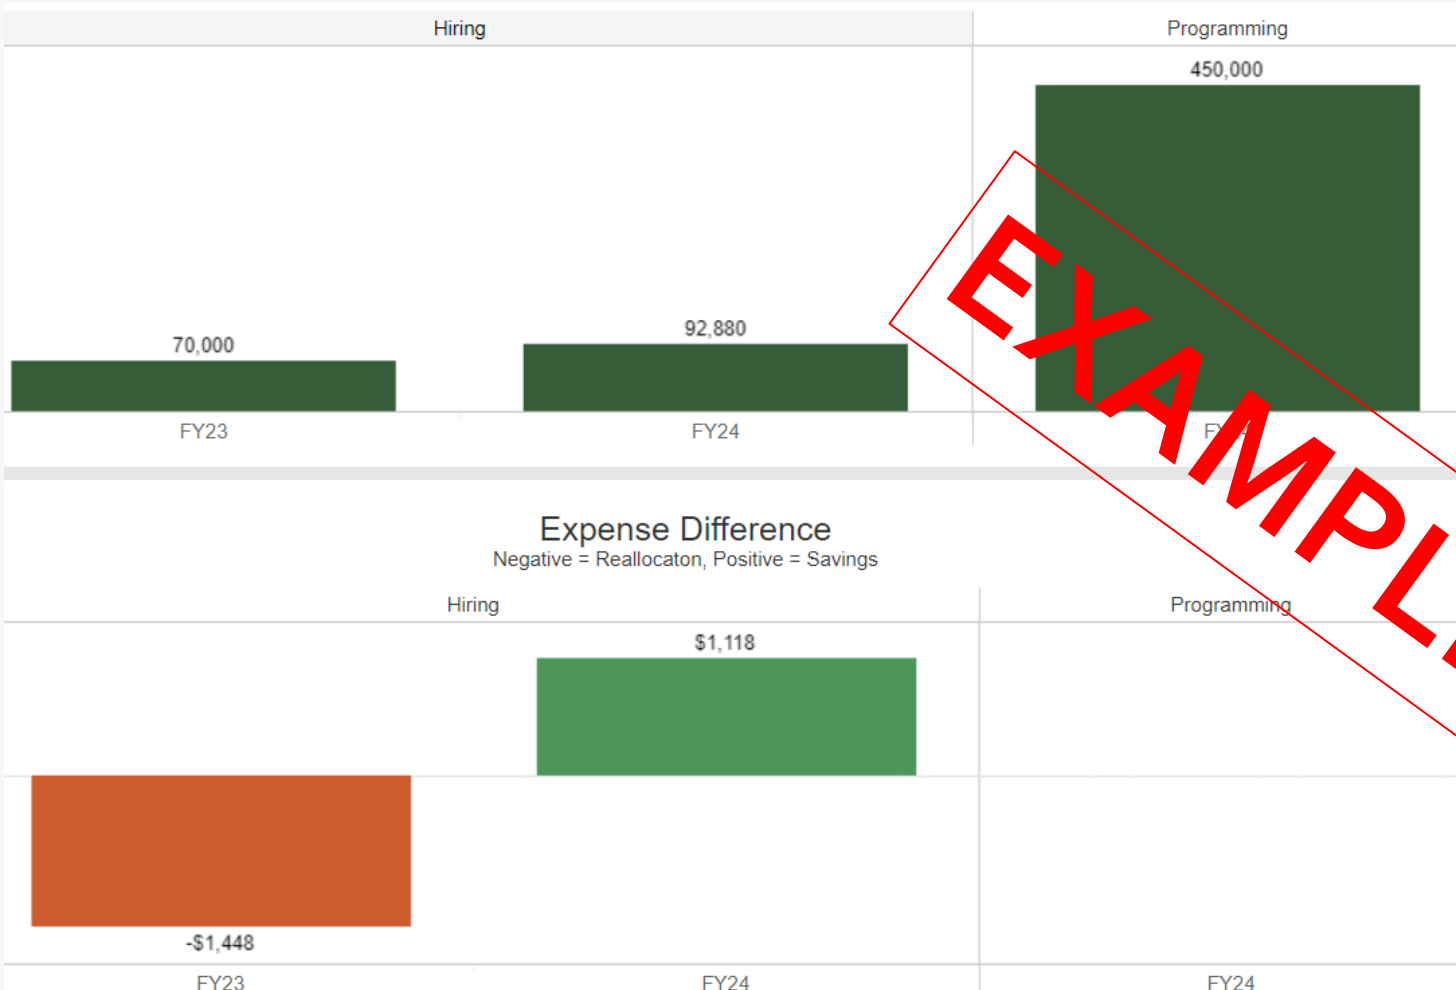 Hiring Programming
450,000
92,880
70,000
FY23 FY24
EXAMPL
Expense Difference
Negative = Reallocaton, Positive = Savings
Hiring Programming
$1,118
-$1,448
FY23 FY24 FY24